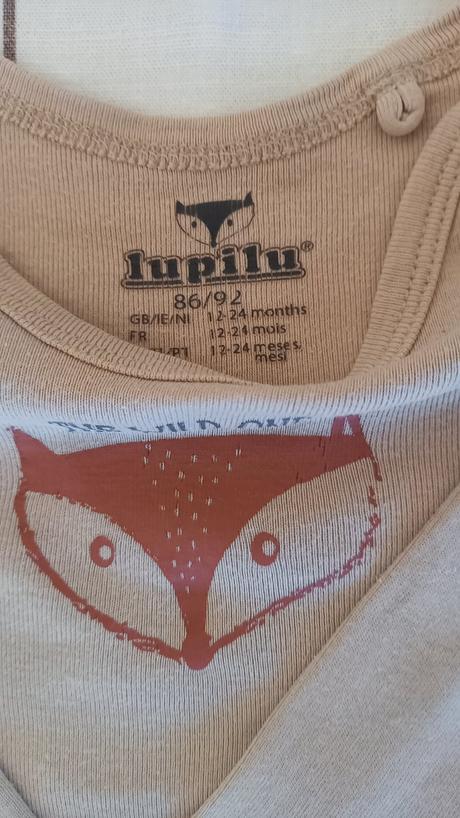 lupilu®
86/92
GB/IE/NI 12-24 months
FR 12-24 mois
12-24 meses.
mesi